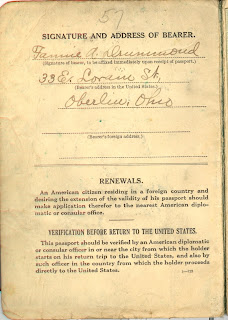 57
SIGNATURE AND ADDRESS OF BEARER.
Fannie A. Drummond
(Signature of bearer, to be affixed immediately upon receipt of passport.)
33 E. Lorain St,
(Bearer's address in the United States.)
Oberlin, Ohio
(Bearer's foreign address.)
RENEWALS.
An American citizen residing in a foreign country and
desiring the extension of the validity of his passport should
make application therefor to the nearest American diplo-
matic or consular office.
VERIFICATION BEFORE RETURN TO THE UNITED STATES.
This passport should be verified by an American diplomatic
or consular officer in or near the city from which the holder
starts on his return trip to the United States, and also by
such officer in the country from which the holder proceeds
directly to the United States.